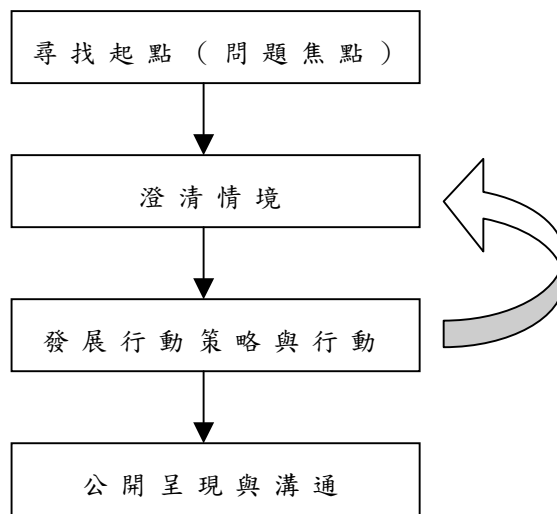 尋找起點（問題焦點）
澄清情境
發展行動策略與行動
公開呈現與溝通